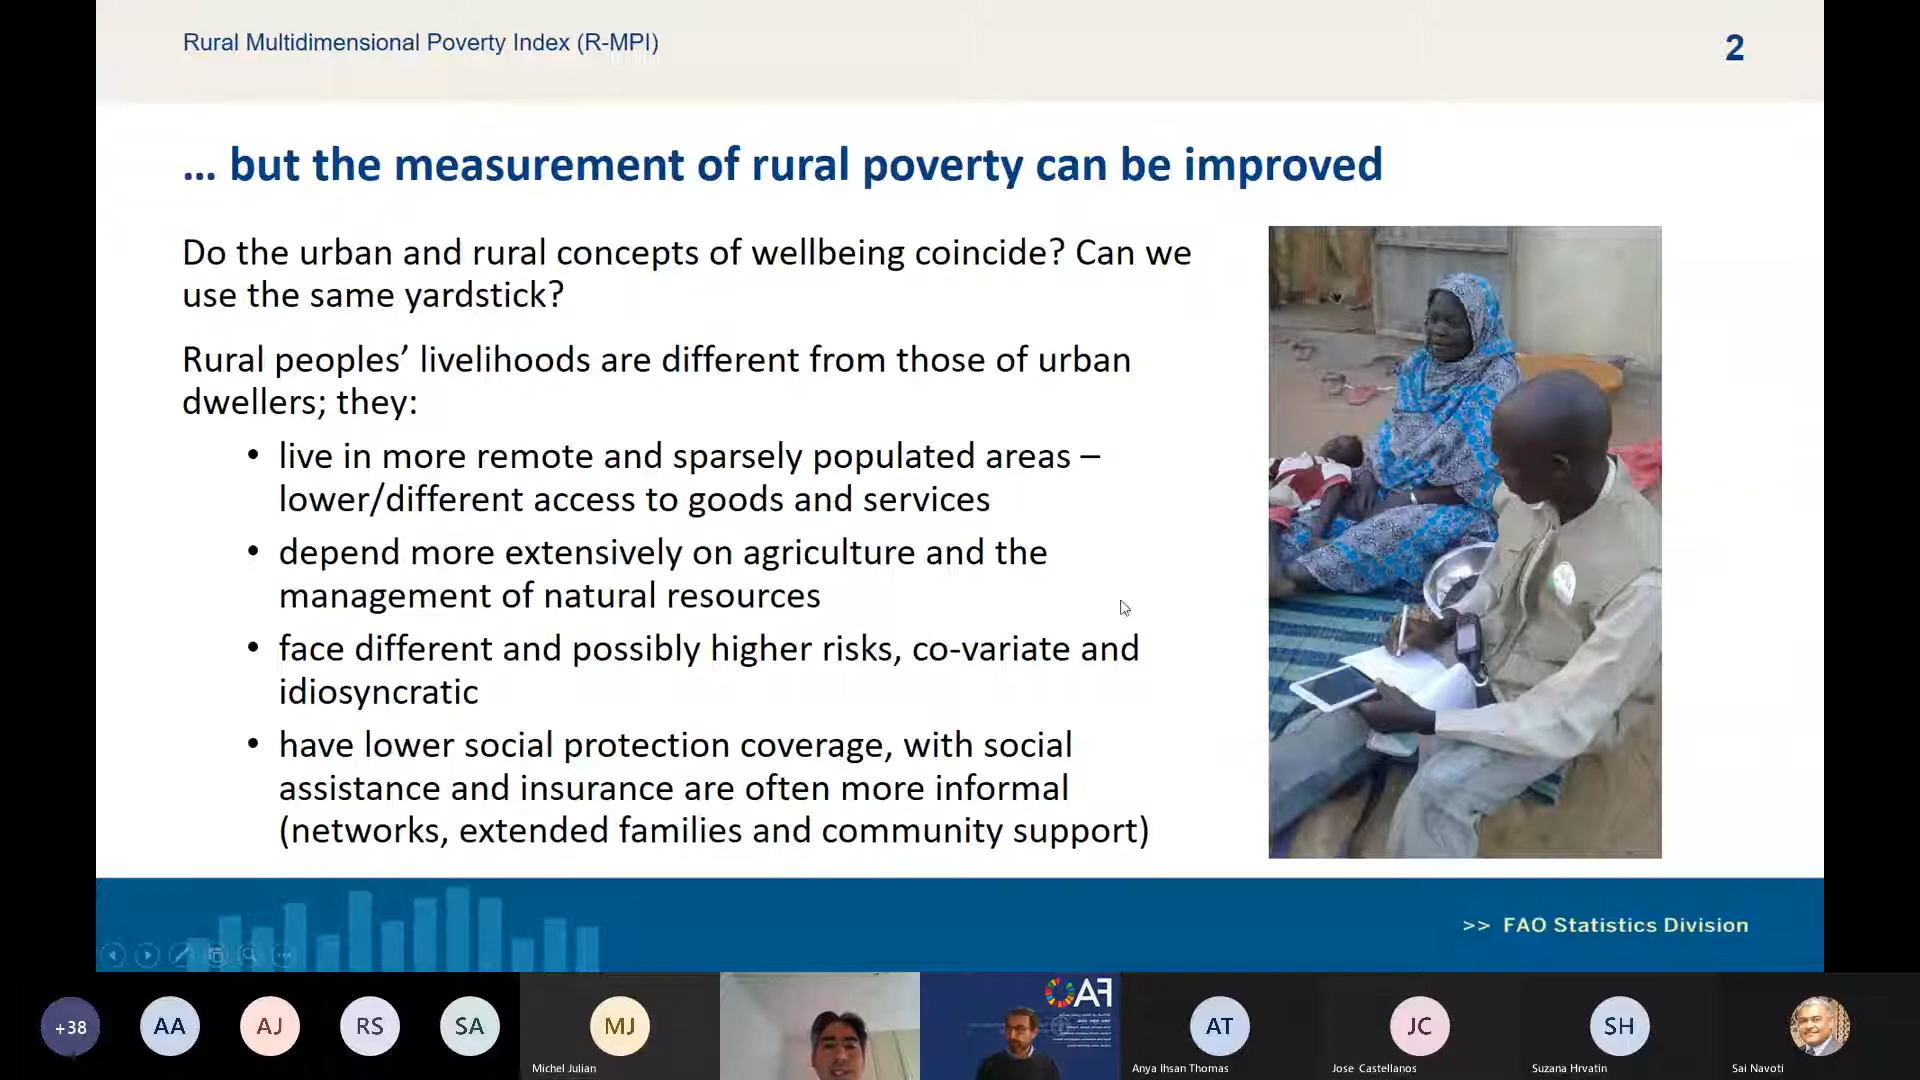 Rural Multidimensional Poverty Index (R-MPI)
2
... but the measurement of rural poverty can be improved
Do the urban and rural concepts of wellbeing coincide? Can we
use the same yardstick?
Rural peoples’ livelihoods are different from those of urban
dwellers; they:
• live in more remote and sparsely populated areas –
lower/different access to goods and services
• depend more extensively on agriculture and the
management of natural resources
• face different and possibly higher risks, co-variate and
idiosyncratic
• have lower social protection coverage, with social
assistance and insurance are often more informal
(networks, extended families and community support)
>> FAO Statistics Division
+38
AA
AJ
RS
SA
MJ
Michel Julian
FAO
AT
Anya Ihsan Thomas
JC
Jose Castellanos
SH
Suzana Hrvatin
Sai Navoti